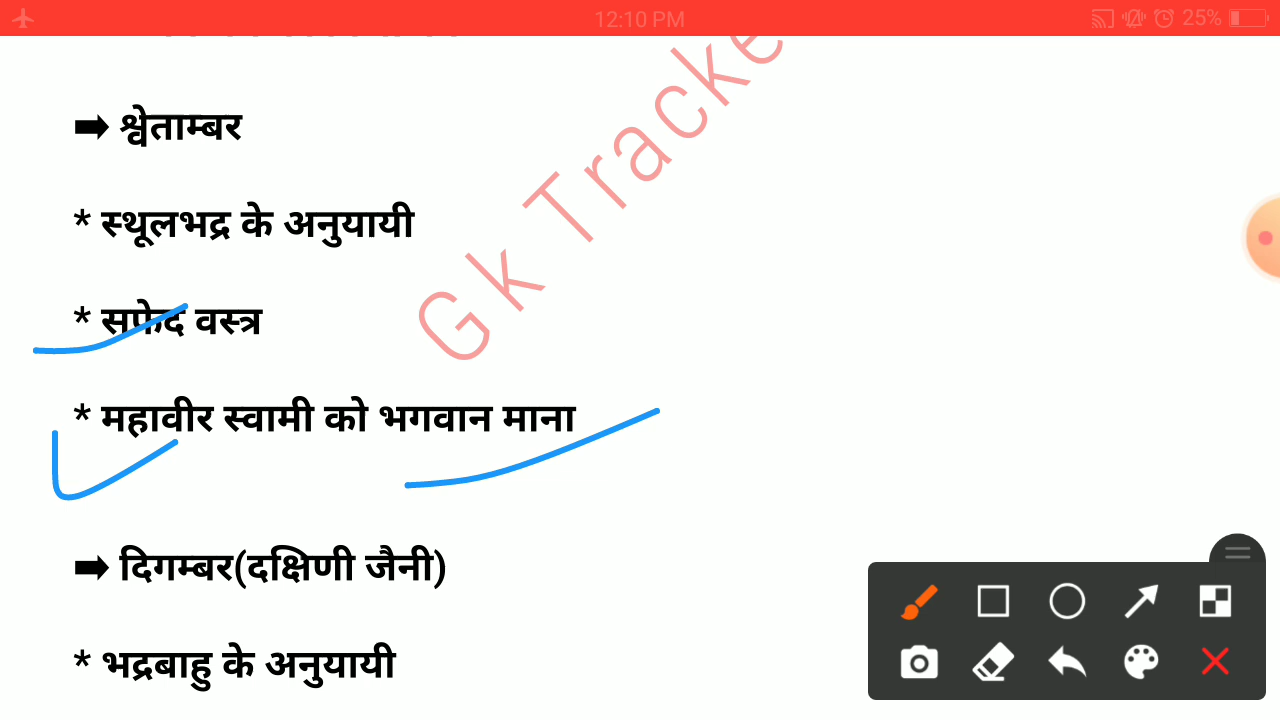 12:10 PM 25%
➡ श्वेताम्बर
* स्थूलभद्र के अनुयायी
* सफेद वस्त्र
* महावीर स्वामी को भगवान माना
➡ दिगम्बर(दक्षिणी जैनी)
* भद्रबाहु के अनुयायी
Gk Tracke